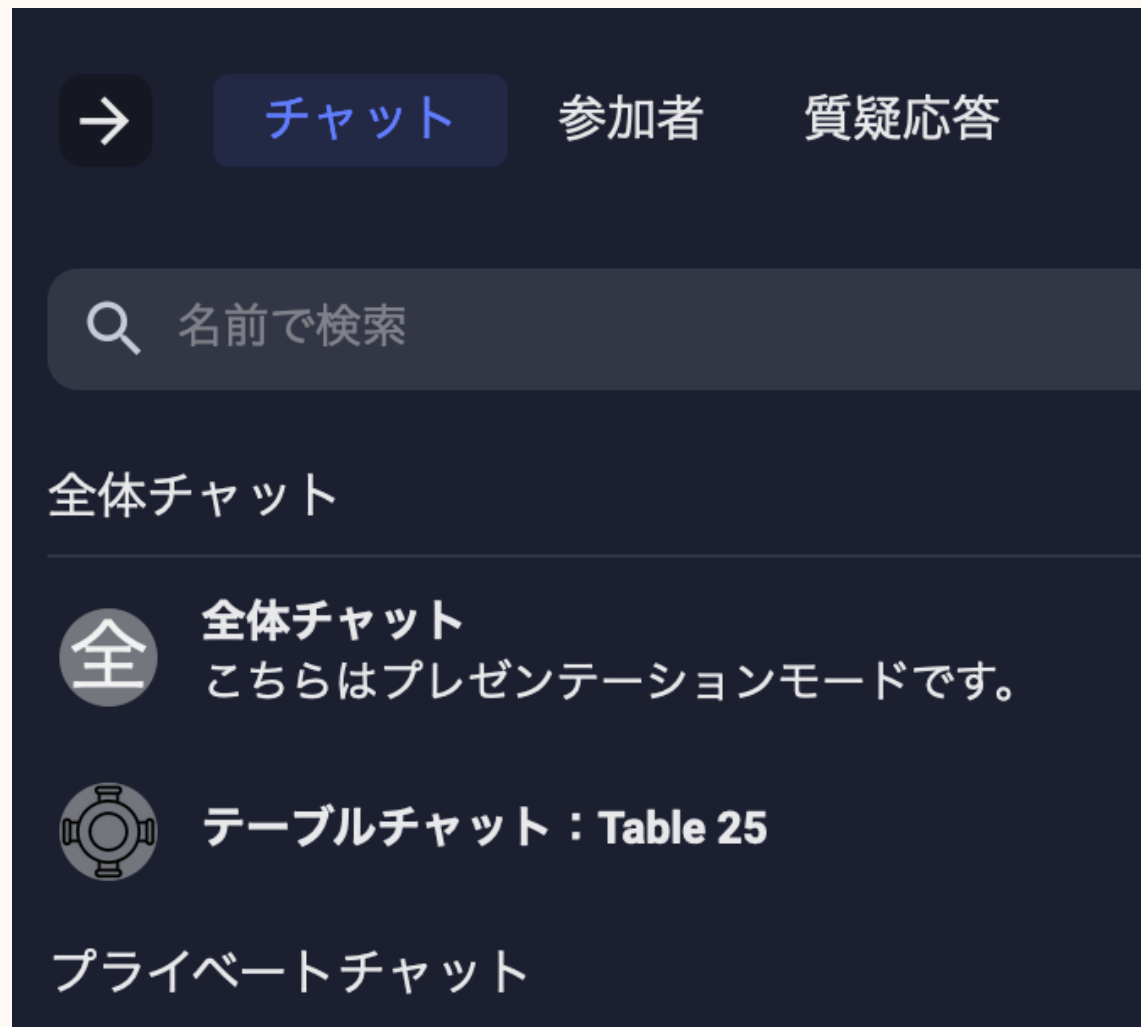 チャット 参加者 質疑応答
名前で検索
全体チャット
全
全体チャット
こちらはプレゼンテーションモードです。
テーブルチャット：Table 25
プライベートチャット